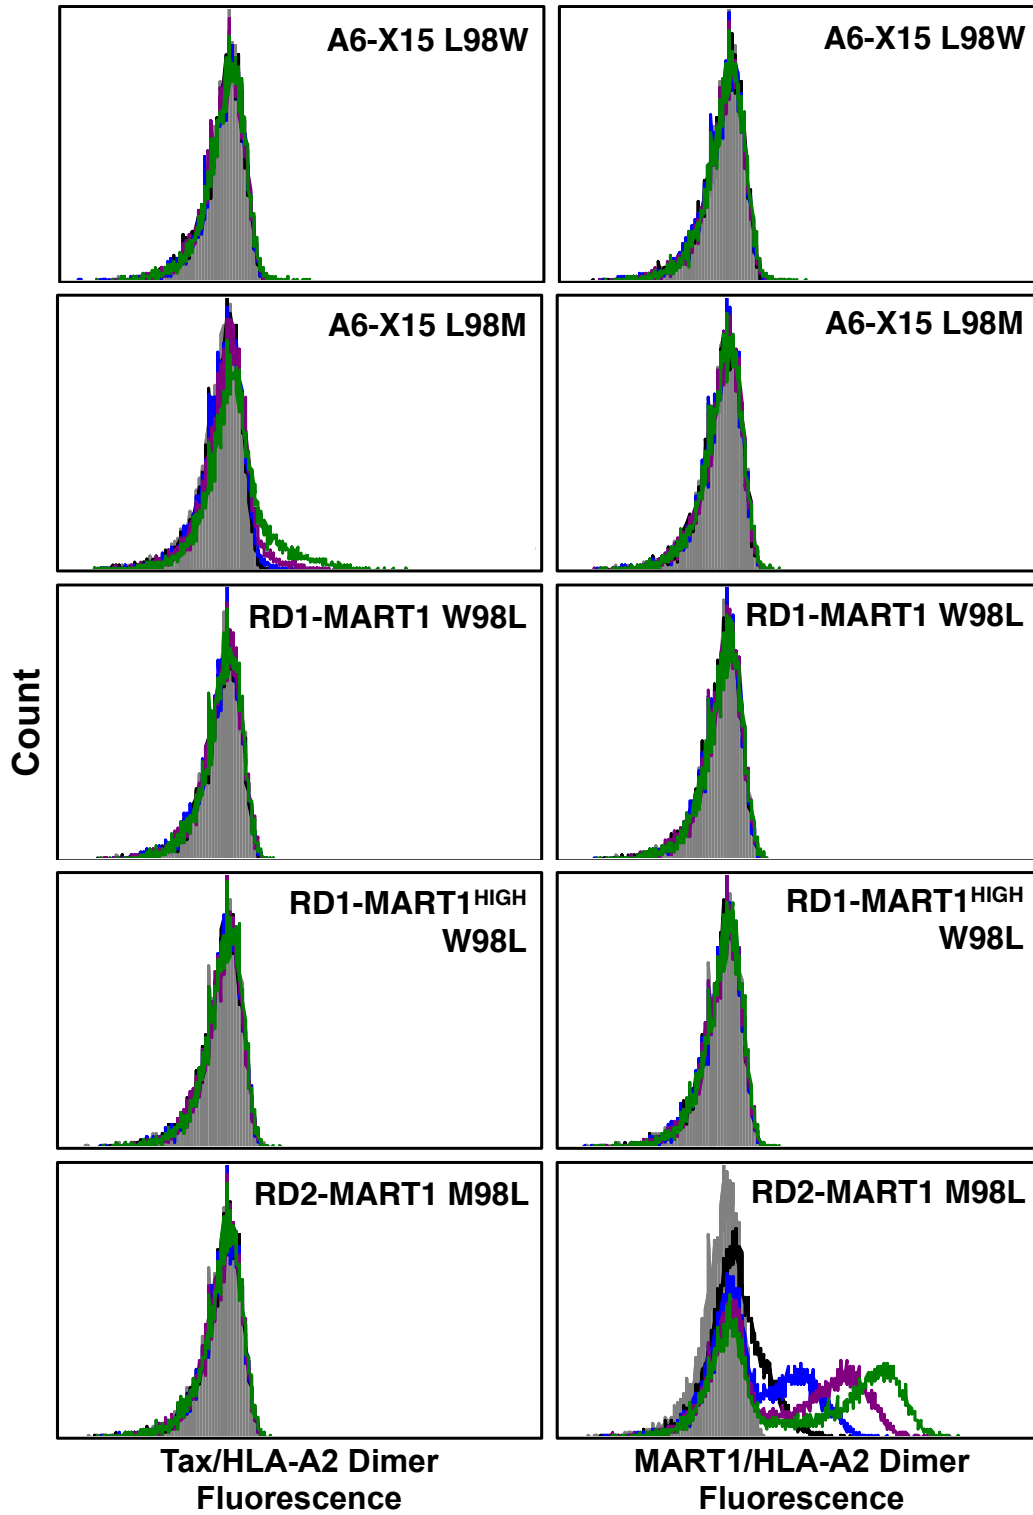 A6-X15 L98W
A6-X15 L98W
A6-X15 L98M
A6-X15 L98M
RD1-MART1 W98L
RD1-MART1 W98L
RD1-MART1HIGH
W98L
RD1-MART1HIGH
W98L
RD2-MART1 M98L
RD2-MART1 M98L
Count
Tax/HLA-A2 Dimer
Fluorescence
MART1/HLA-A2 Dimer
Fluorescence